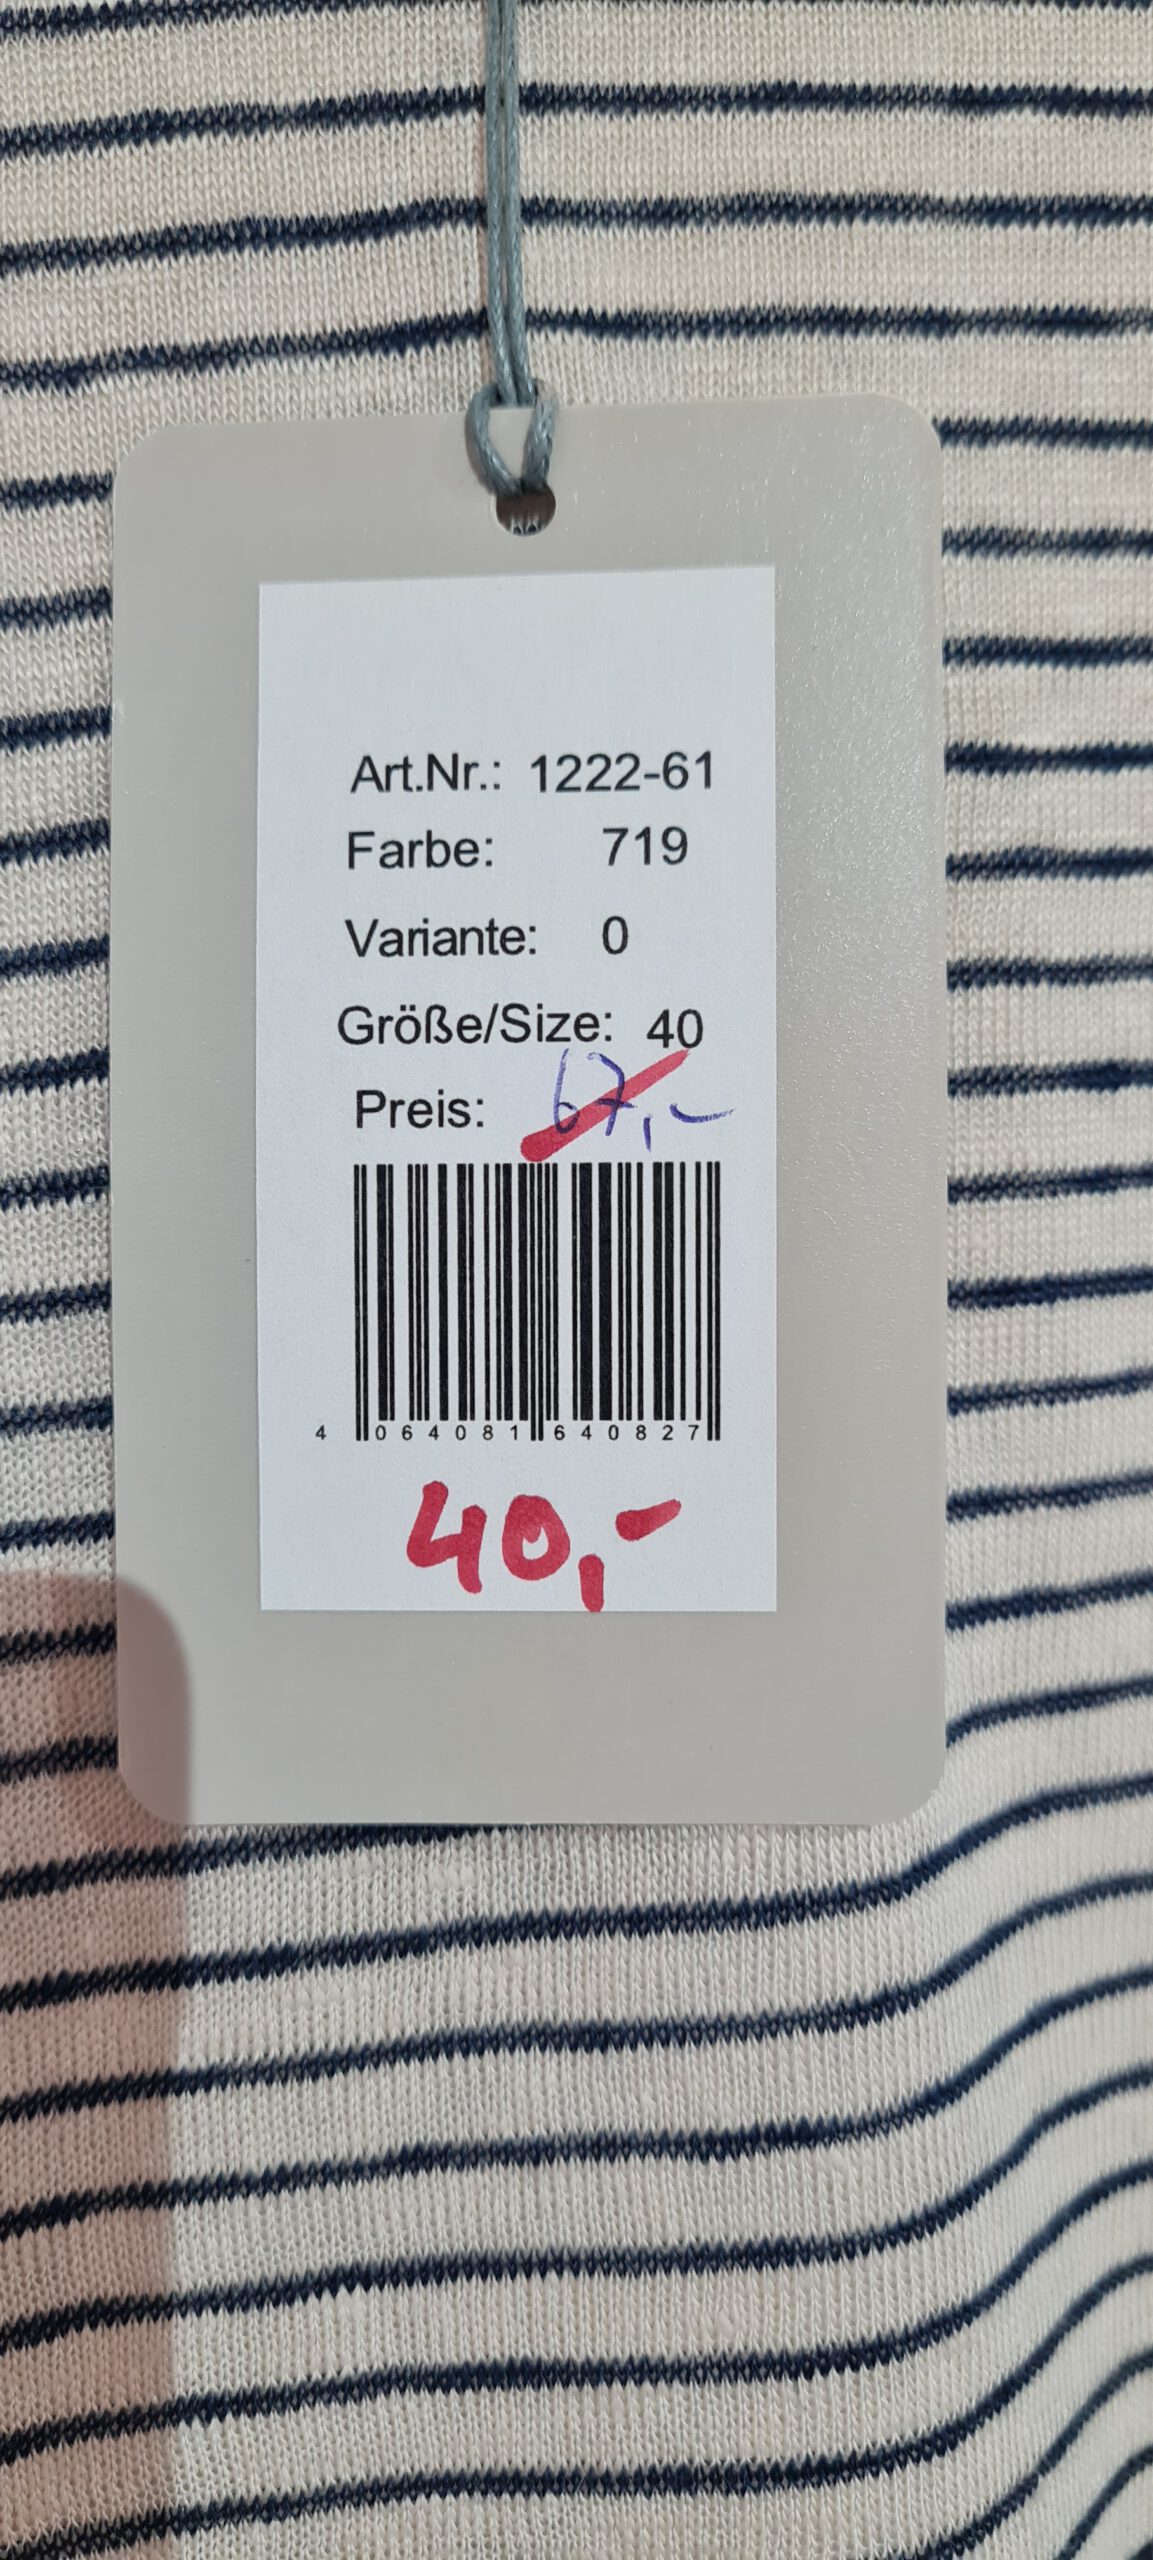 Art.Nr.: 1222-61
Farbe: 719
Variante: 0
Größe/Size: 40
Preis: 67,-
4 064081 640827
40,-